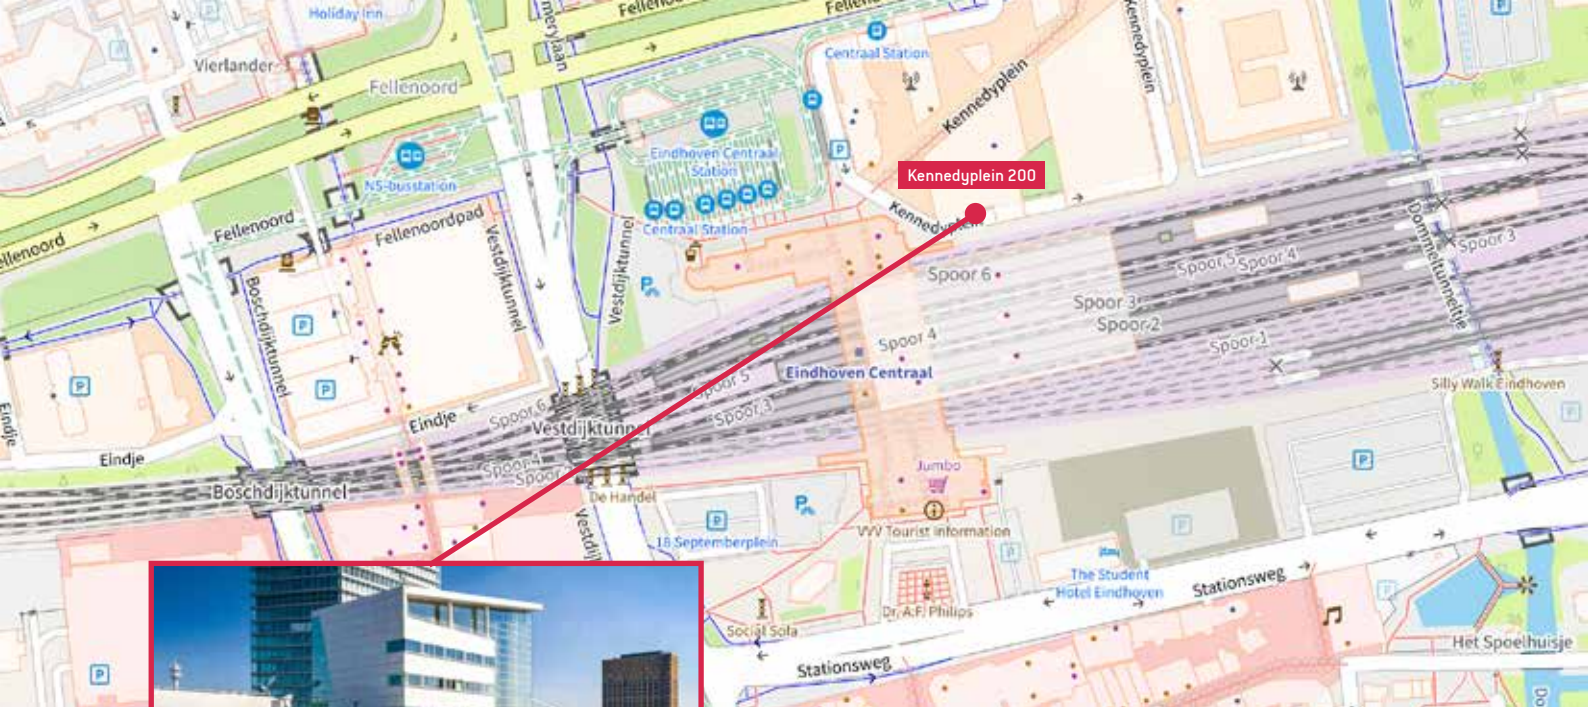 Holiday Inn
Vierlander
Fellenoord
Centraal Station
Kennedyplein
Kennedyplein
Eindhoven Centraal
Station
NS-busstation
Centraal Station
Kennedyplein 200
Kennedyplein
Fellenoord
Fellenoordpad
Vestdijktunnel
Vestdijktunnel
Boschdijktunnel
Spoor 6
Spoor 5
Spoor 4
Spoor 3
Dommeltunneltje
Spoor 3
Spoor 2
Spoor 4
Spoor 1
Eindhoven Centraal
Silly Walk Eindhoven
Spoor 5
Spoor 3
Spoor 6
Eindje
Eindje
Eindje
Vestdijktunnel
Spoor 4
Boschdijktunnel
De Handel
Jumbo
VVV Tourist Information
18 Septemberplein
The Student
Hotel Eindhoven
Stationsweg
Dr. A.F. Philips
Social Sofa
Stationsweg
Het Spoelhuisje
P
P
P
P
P
P
P
P
P
P